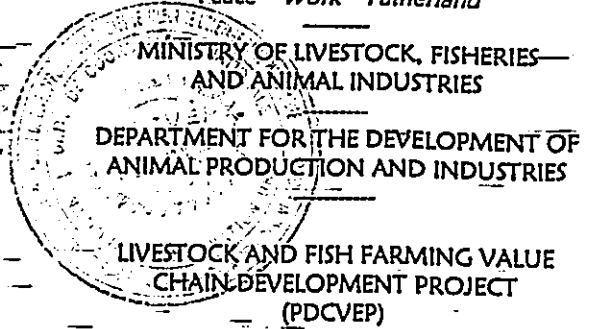 Peace – Work – Fatherland
MINISTRY OF LIVESTOCK, FISHERIES
AND ANIMAL INDUSTRIES
DEPARTMENT FOR THE DEVELOPMENT OF
ANIMAL PRODUCTION AND INDUSTRIES
LIVESTOCK AND FISH FARMING VALUE
CHAIN DEVELOPMENT PROJECT
(PDCVEP)